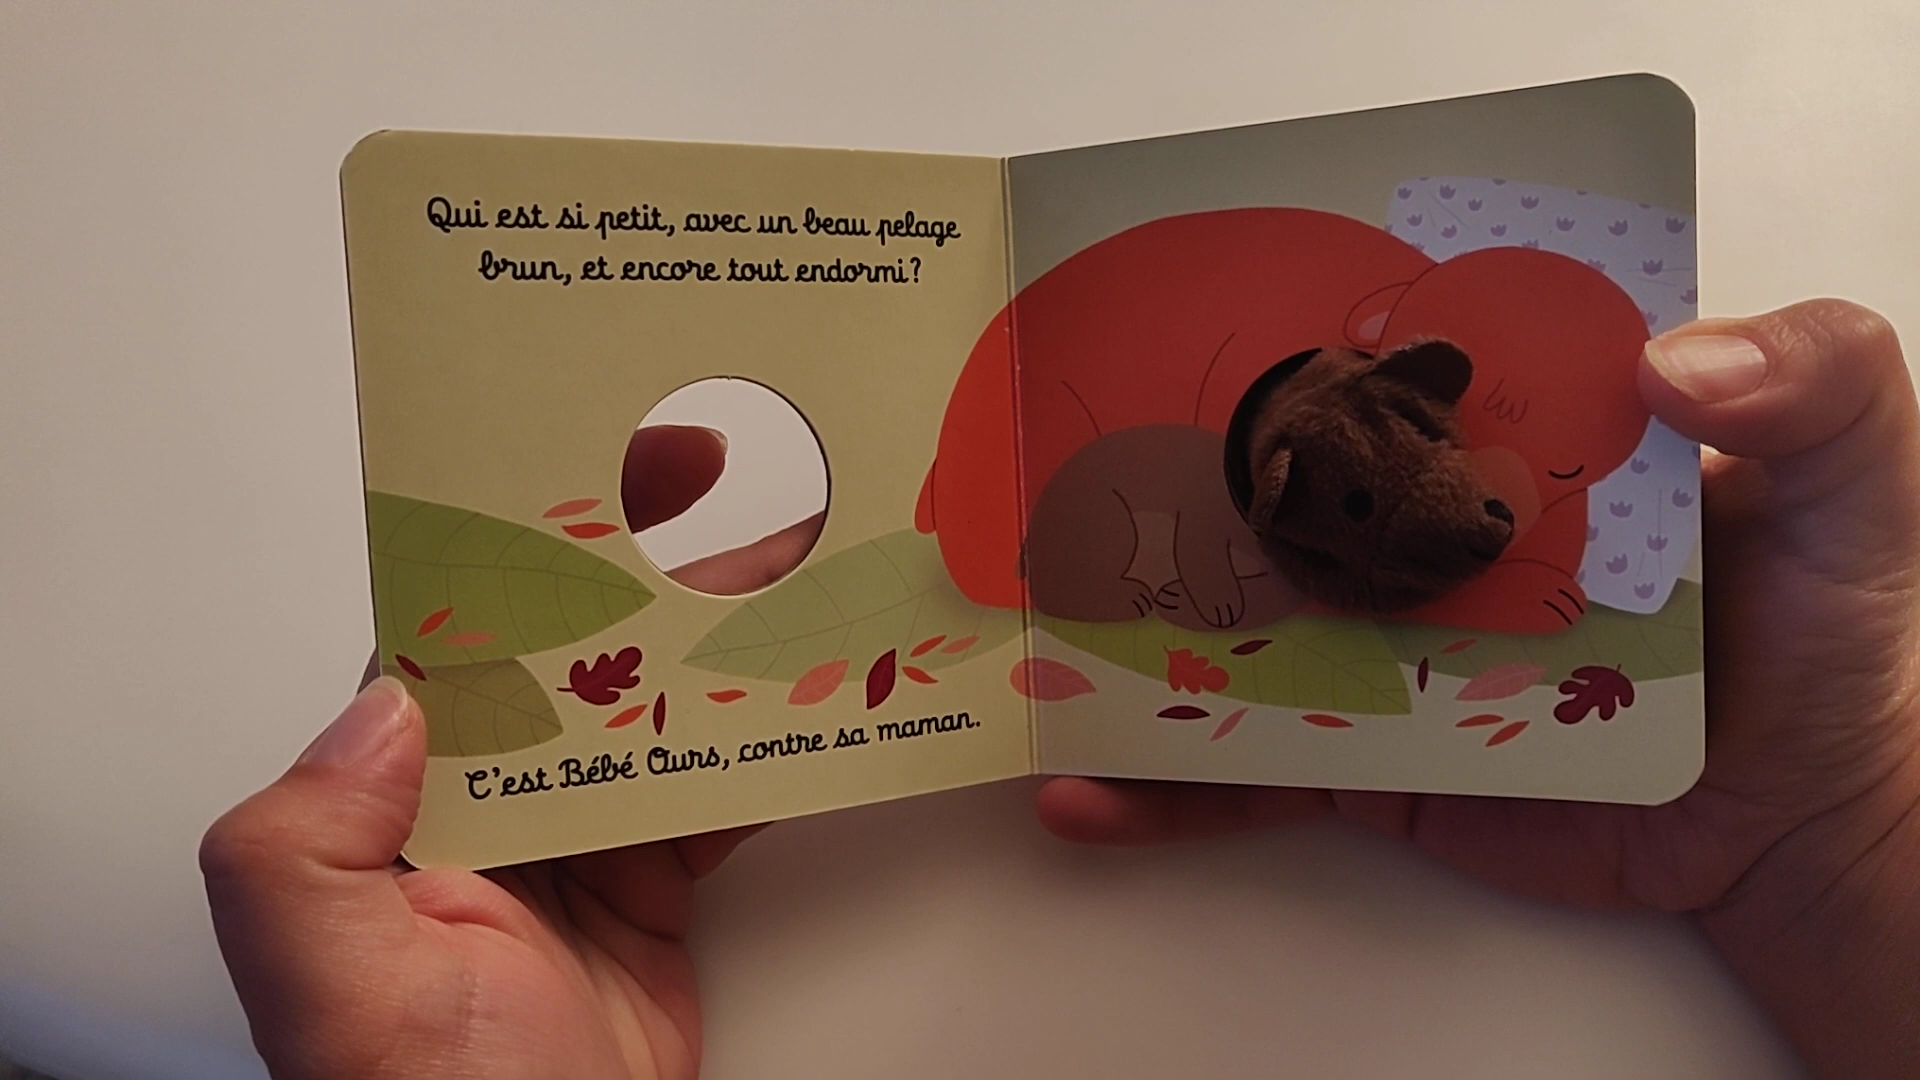 Qui est si petit, avec un beau pelage
brun, et encore tout endormi?
C'est Bébé Ours, contre sa maman.